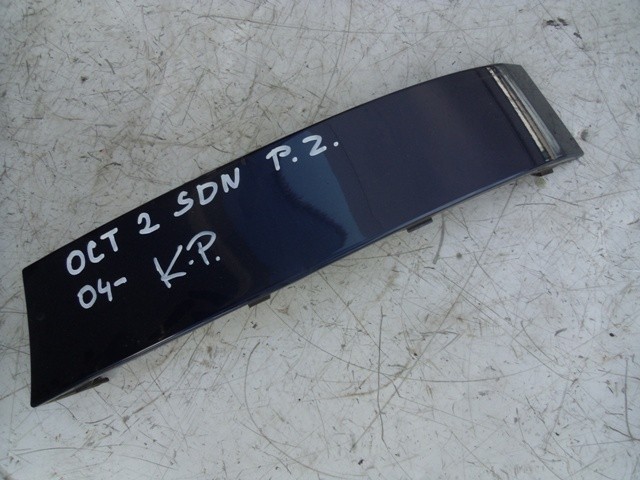 OCT 2 SDN P.Z.
04- K.P.